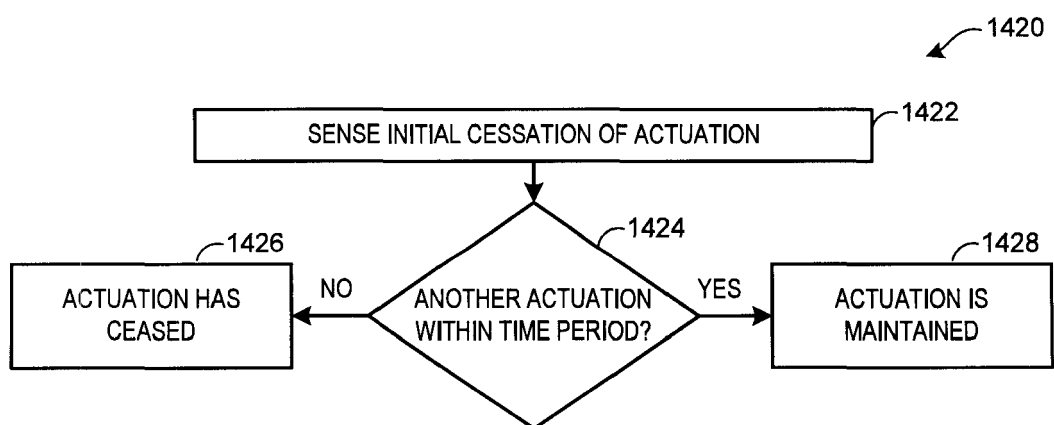 1420
SENSE INITIAL CESSATION OF ACTUATION
1422
1424
1426
1428
ACTUATION HAS
CEASED
NO
ANOTHER ACTUATION
WITHIN TIME PERIOD?
YES
ACTUATION IS
MAINTAINED